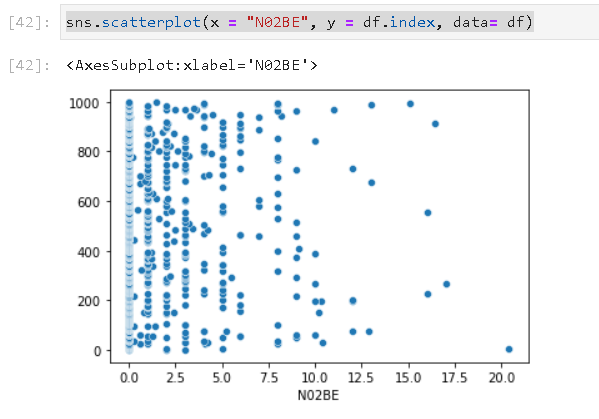 [42]: sns.scatterplot(x = "N02BE", y = df.index, data= df)
[42]: <AxesSubplot:xlabel='N02BE'>
1000
800
600
400
200
0
0.0 2.5 5.0 7.5 10.0 12.5 15.0 17.5 20.0
N02BE